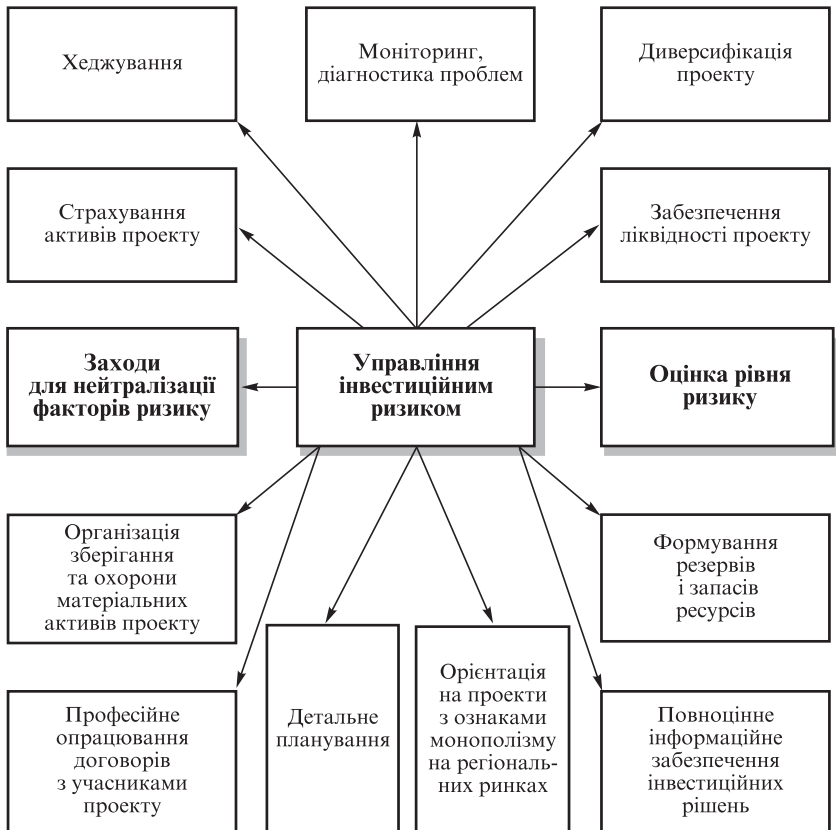 Хеджування
Моніторинг,
діагностика проблем
Диверсифікація
проекту
Страхування
активів проекту
Забезпечення
ліквідності проекту
Заходи
для нейтралізації
факторів ризику
Управління
інвестиційним
ризиком
Оцінка рівня
ризику
Організація
зберігання
та охорони
матеріальних
активів проекту
Формування
резервів
і запасів
ресурсів
Професійне
опрацювання
договорів
з учасниками
проекту
Детальне
планування
Орієнтація
на проекти
з ознаками
монополізму
на регіональ-
них ринках
Повноцінне
інформаційне
забезпечення
інвестиційних
рішень